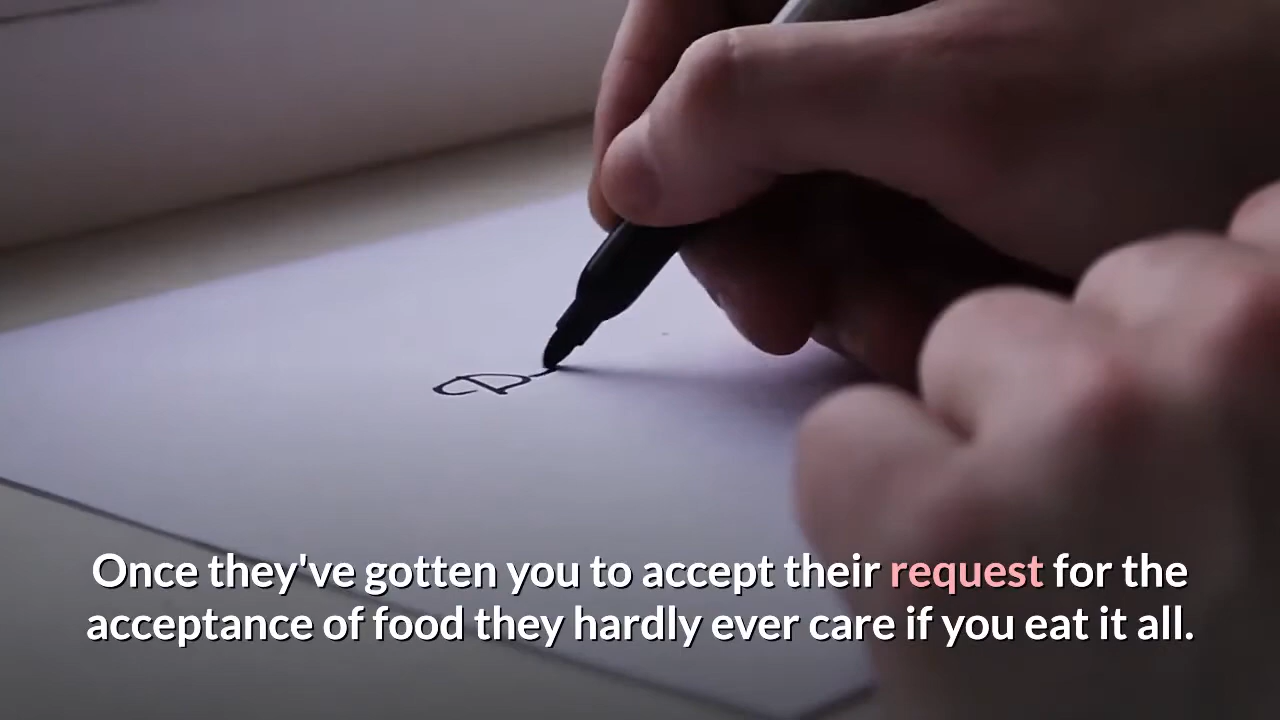 Once they've gotten you to accept their request for the
acceptance of food they hardly ever care if you eat it all.